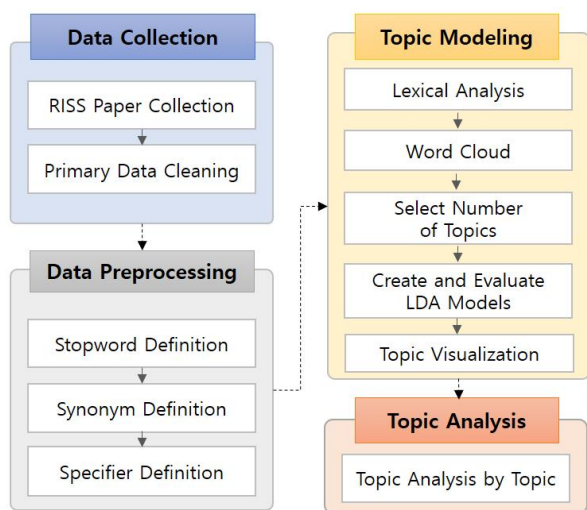 Data Collection
RISS Paper Collection
Primary Data Cleaning
Data Preprocessing
Stopword Definition
Synonym Definition
Specifier Definition
Topic Modeling
Lexical Analysis
Word Cloud
Select Number
of Topics
Create and Evaluate
LDA Models
Topic Visualization
Topic Analysis
Topic Analysis by Topic